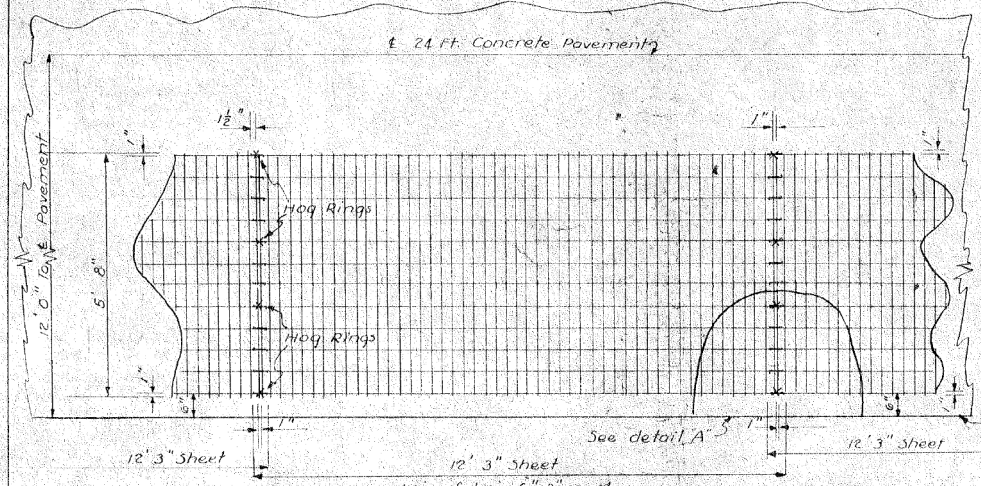 ℄ 24 Ft. Concrete Pavement
1½"
1"
1"
1"
12' 0" To ℄ Pavement
5' 8"
Hog Rings
Hog Rings
1"
6"
1"
See detail "A"
1"
6"
1"
12' 3" Sheet
12' 3" Sheet
12' 3" Sheet